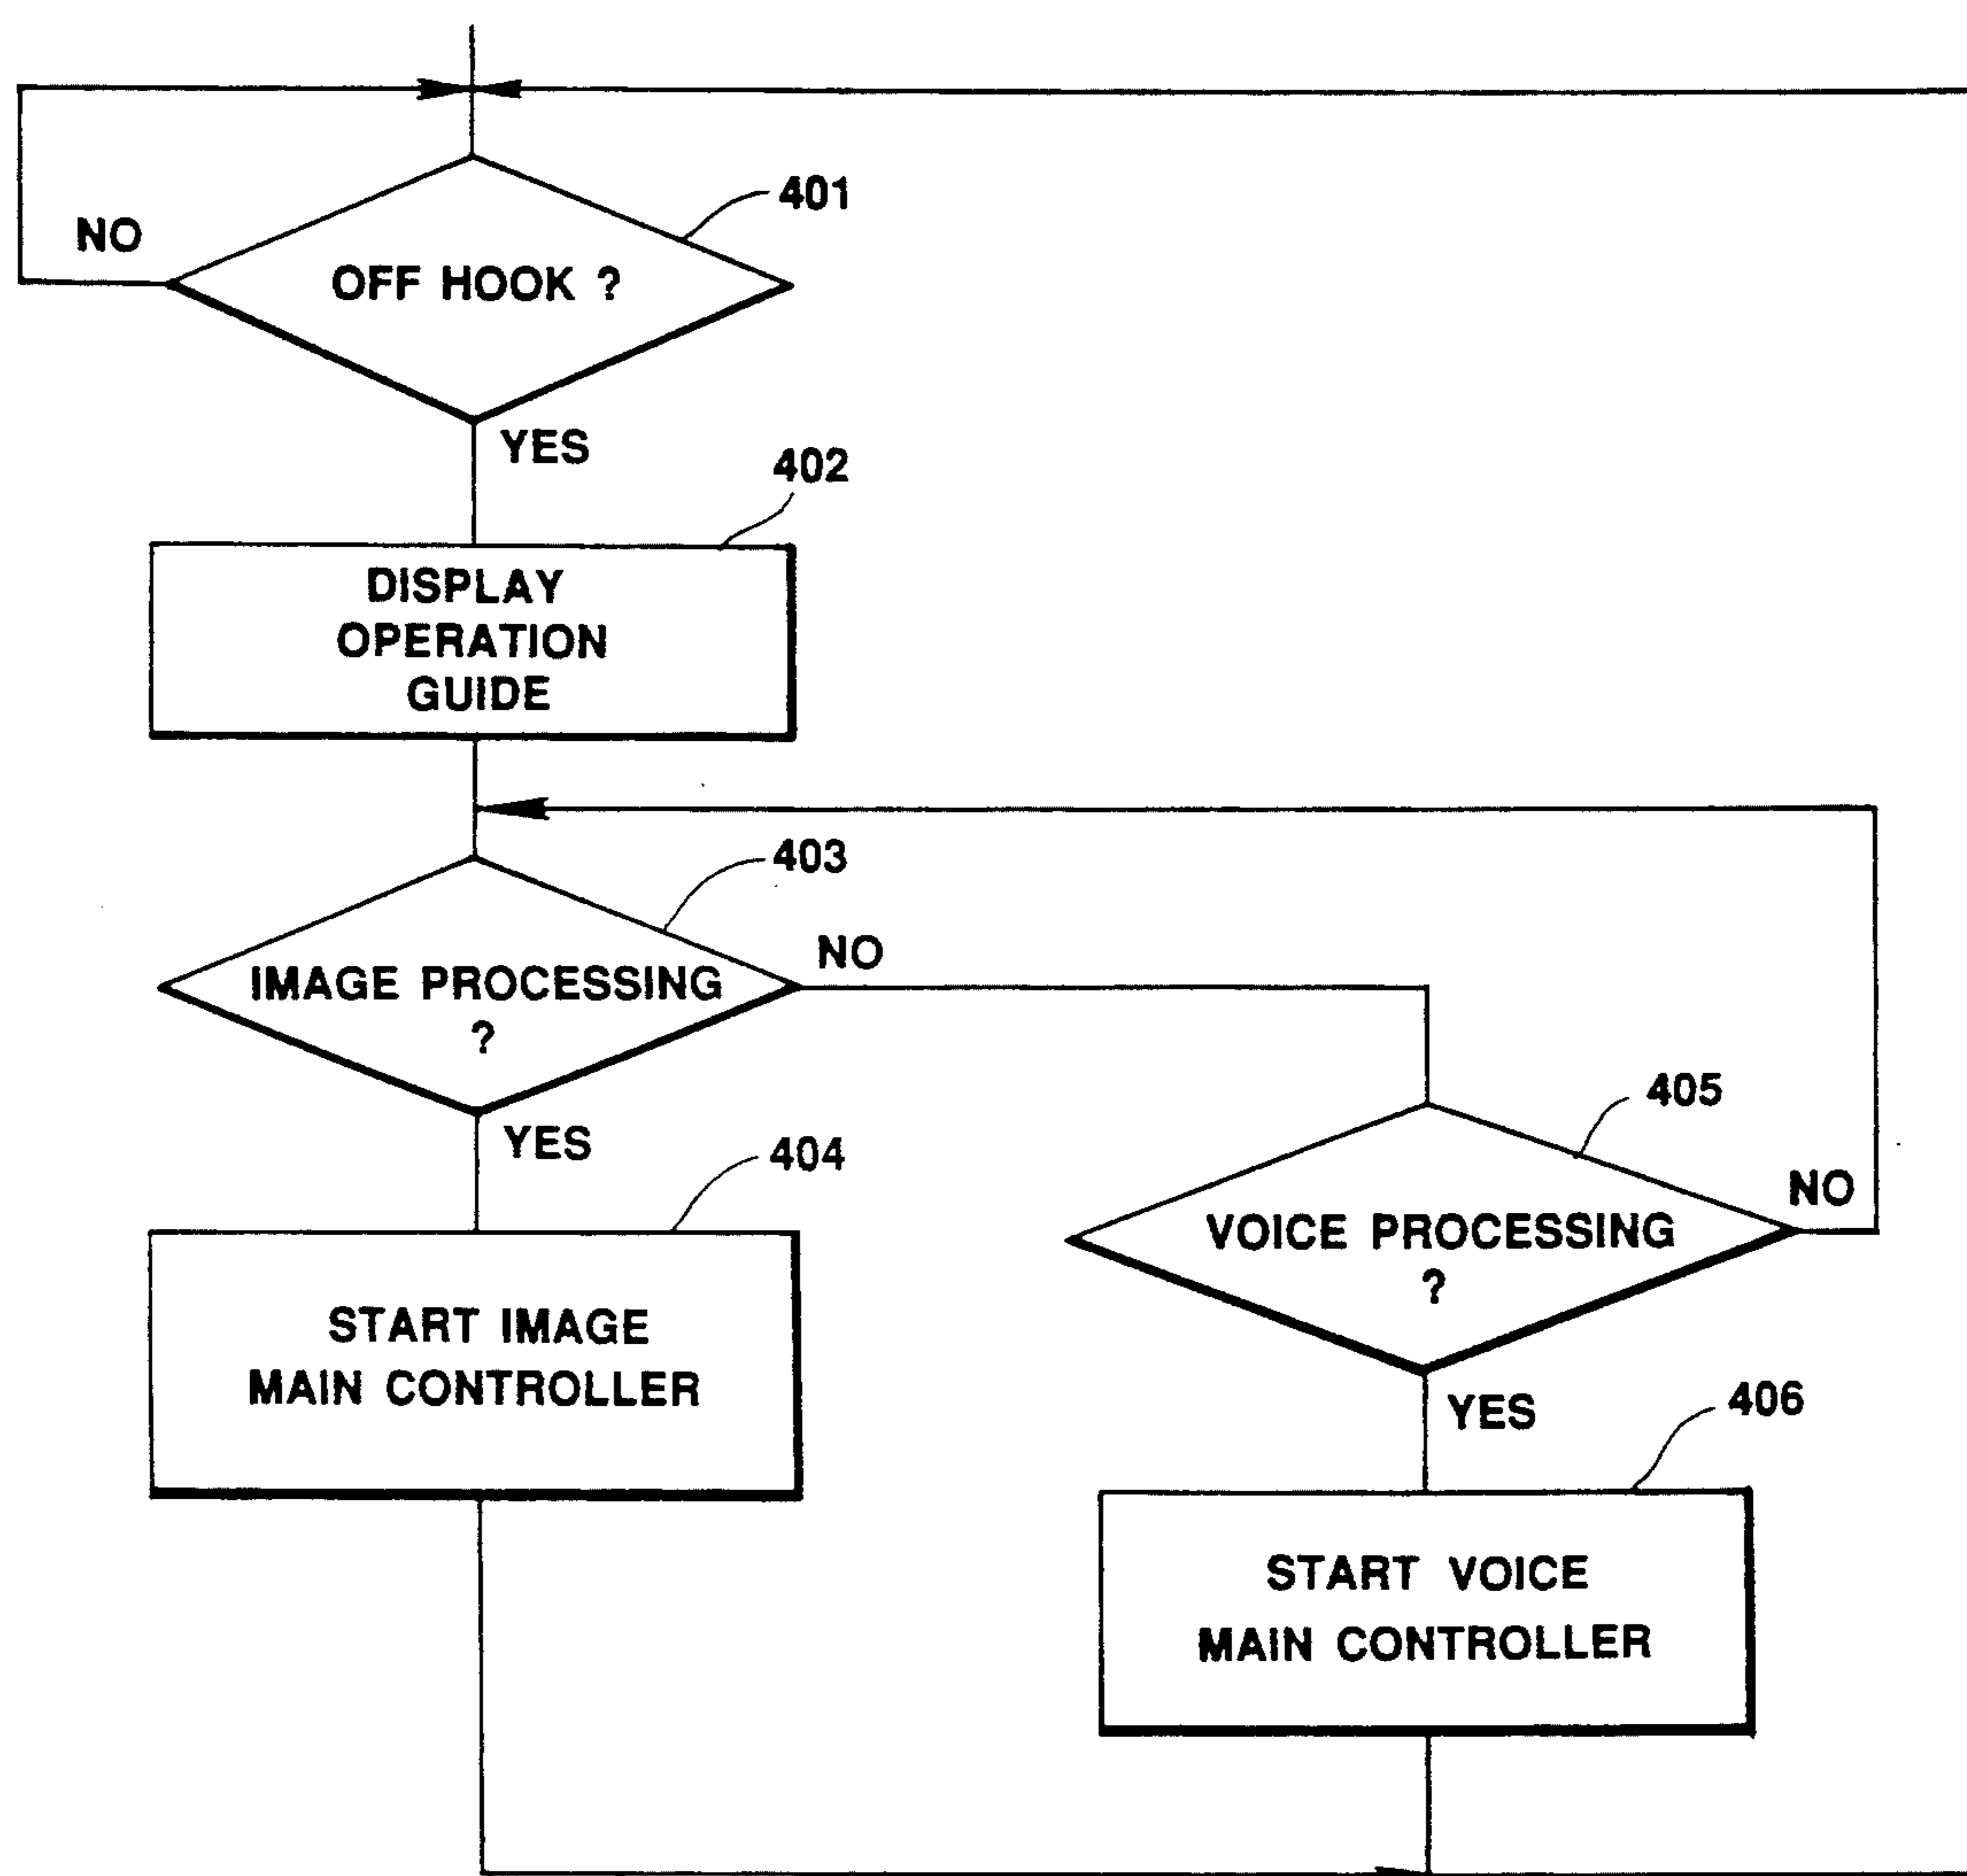 401
NO
OFF HOOK ?
YES
402
DISPLAY
OPERATION
GUIDE
403
NO
IMAGE PROCESSING
?
YES
404
START IMAGE
MAIN CONTROLLER
405
NO
VOICE PROCESSING
?
YES
406
START VOICE
MAIN CONTROLLER